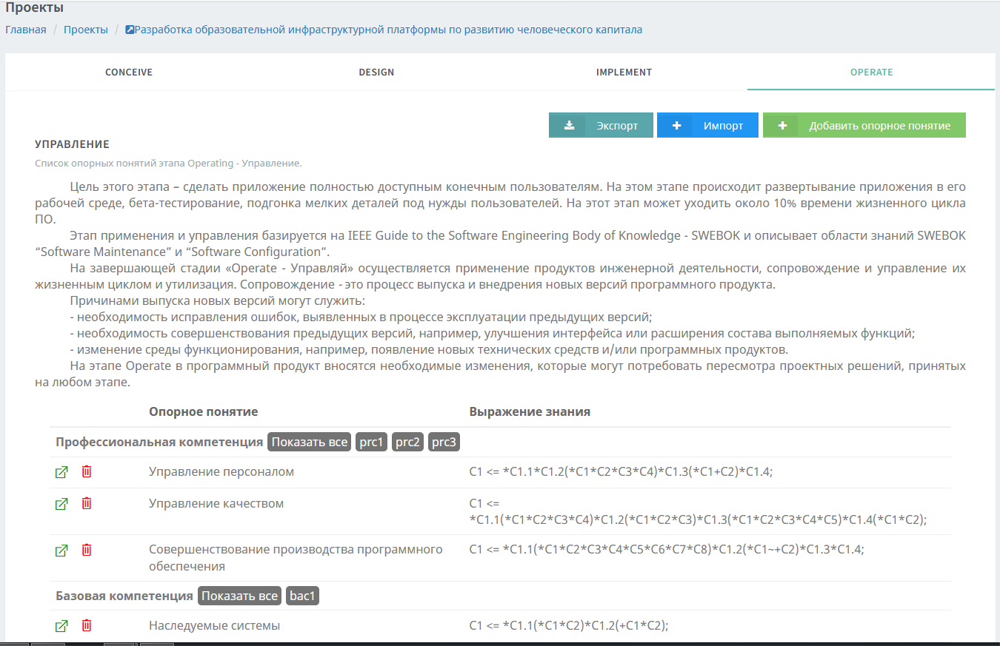 Проекты
Главная / Проекты / Разработка образовательной инфраструктурной платформы по развитию человеческого капитала
CONCEIVE DESIGN IMPLEMENT OPERATE
Экспорт Импорт Добавить опорное понятие
УПРАВЛЕНИЕ
Список опорных понятий этапа Operating - Управление.
Цель этого этапа – сделать приложение полностью доступным конечным пользователям. На этом этапе происходит развертывание приложения в его
рабочей среде, бета-тестирование, подгонка мелких деталей под нужды пользователей. На этот этап может уходить около 10% времени жизненного цикла
ПО.
Этап применения и управления базируется на IEEE Guide to the Software Engineering Body of Knowledge - SWEBOK и описывает области знаний SWEBOK
“Software Maintenance” и “Software Configuration”.
На завершающей стадии «Operate - Управляй» осуществляется применение продуктов инженерной деятельности, сопровождение и управление их
жизненным циклом и утилизация. Сопровождение - это процесс выпуска и внедрения новых версий программного продукта.
Причинами выпуска новых версий могут служить:
- необходимость исправления ошибок, выявленных в процессе эксплуатации предыдущих версий;
- необходимость совершенствования предыдущих версий, например, улучшения интерфейса или расширения состава выполняемых функций;
- изменение среды функционирования, например, появление новых технических средств и/или программных продуктов.
На этапе Operate в программный продукт вносятся необходимые изменения, которые могут потребовать пересмотра проектных решений, принятых
на любом этапе.
Опорное понятие Выражение знания
Профессиональная компетенция Показать все prc1 prc2 prc3
Управление персоналом C1 <= *C1.1*C1.2(*C1*C2*C3*C4)*C1.3(*C1+C2)*C1.4;
Управление качеством C1 <=
*C1.1(*C1*C2*C3*C4)*C1.2(*C1*C2*C3)*C1.3(*C1*C2*C3*C4*C5)*C1.4(*C1*C2);
Совершенствование производства программного C1 <= *C1.1(*C1*C2*C3*C4*C5*C6*C7*C8)*C1.2(*C1~+C2)*C1.3*C1.4;
обеспечения
Базовая компетенция Показать все bac1
Наследуемые системы C1 <= *C1.1(*C1*C2)*C1.2(+C1*C2);